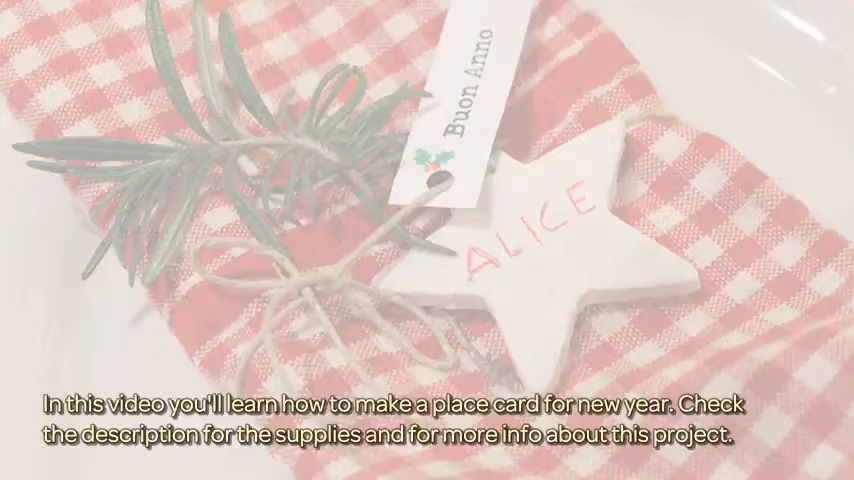 Buon Anno
ALICE
In this video you'll learn how to make a place card for new year. Check
the description for the supplies and for more info about this project.